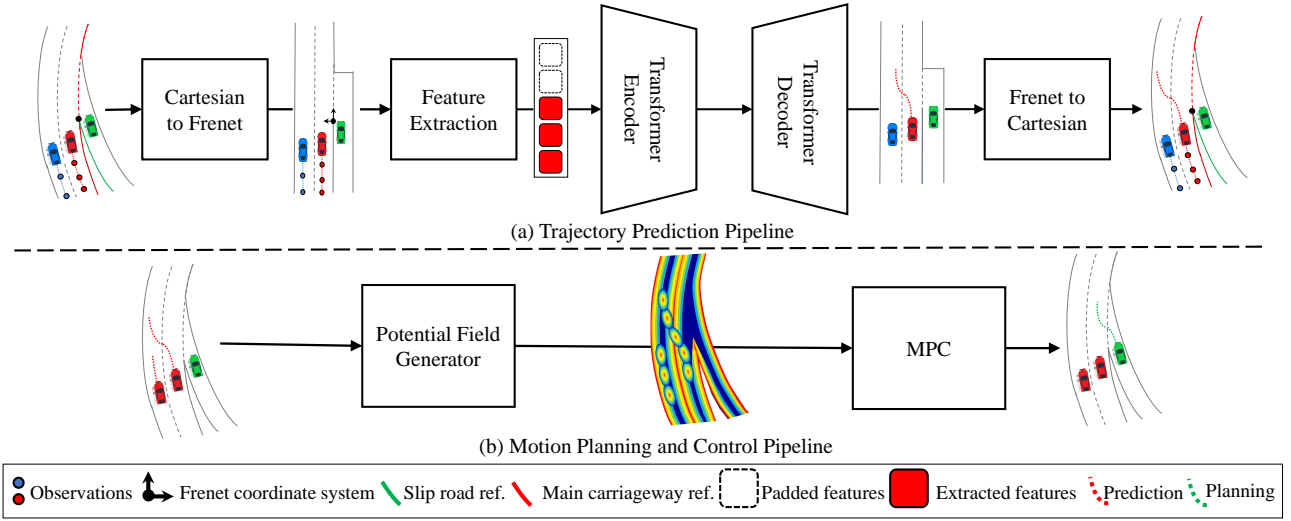 Cartesian
to Frenet
Feature
Extraction
Transformer
Encoder
Transformer
Decoder
Frenet to
Cartesian
(a) Trajectory Prediction Pipeline
Potential Field
Generator
MPC
(b) Motion Planning and Control Pipeline
Observations
Frenet coordinate system
Slip road ref.
Main carriageway ref.
Padded features
Extracted features
Prediction
Planning